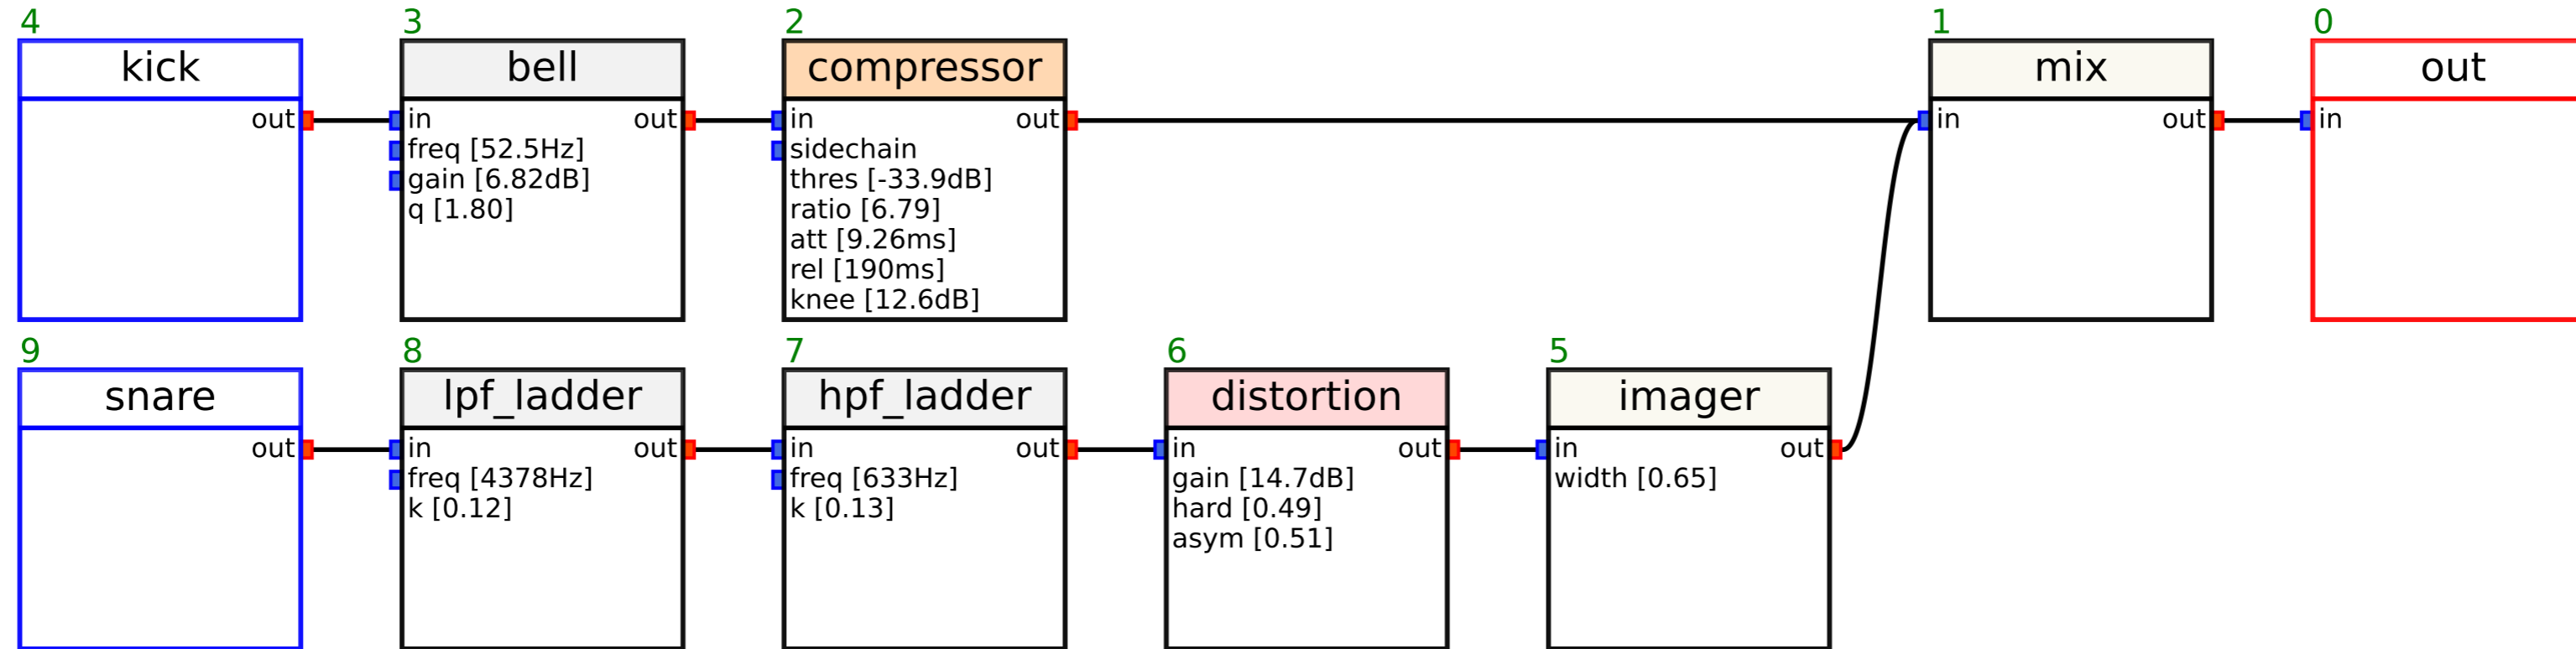 4 3 2 1 0
kick bell compressor mix out
out in out in out in out in
freq [52.5Hz] sidechain
gain [6.82dB] thres [-33.9dB]
q [1.80] ratio [6.79]
att [9.26ms]
rel [190ms]
knee [12.6dB]
9 8 7 6 5
snare lpf_ladder hpf_ladder distortion imager
out in out in out in out in out
freq [4378Hz] freq [633Hz] gain [14.7dB] width [0.65]
k [0.12] k [0.13] hard [0.49]
asym [0.51]